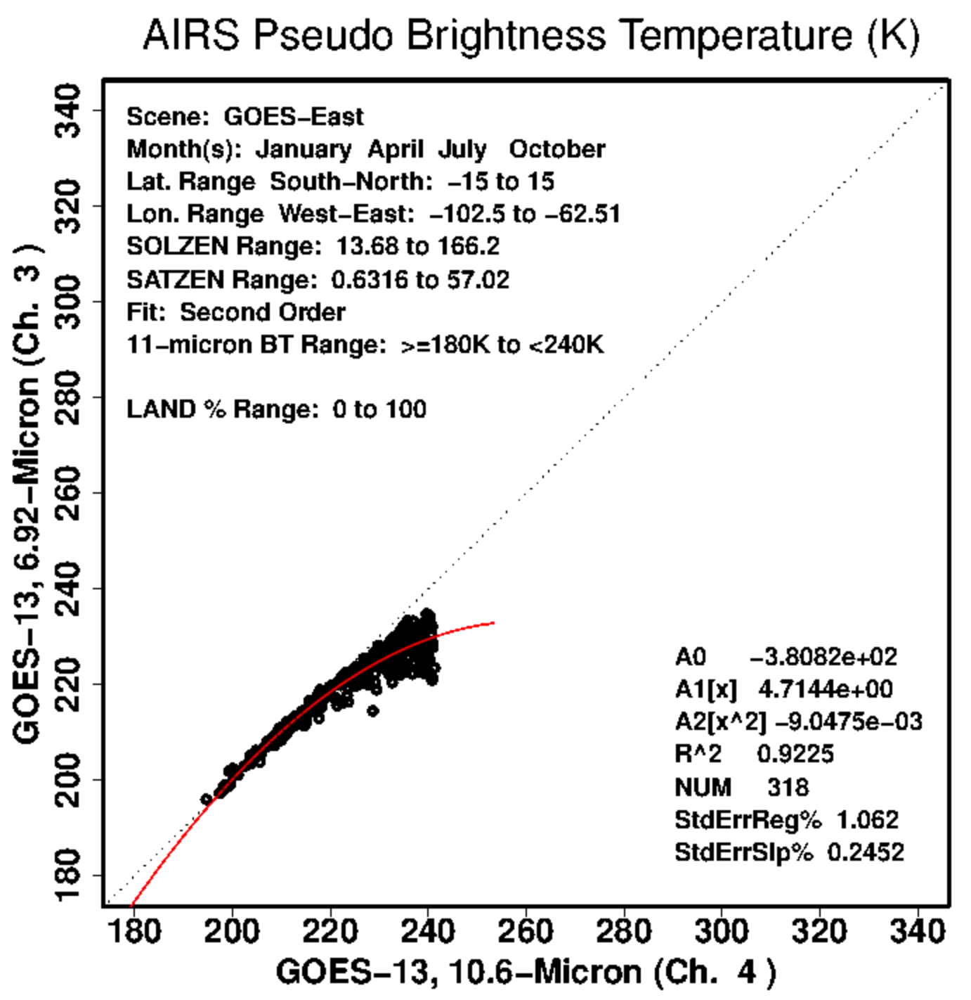 AIRS Pseudo Brightness Temperature (K)
Scene: GOES−East
Month(s): January April July October
Lat. Range South−North: −15 to 15
Lon. Range West−East: −102.5 to −62.51
SOLZEN Range: 13.68 to 166.2
SATZEN Range: 0.6316 to 57.02
Fit: Second Order
11−micron BT Range: >=180K to <240K
LAND % Range: 0 to 100
340
320
300
280
260
240
220
200
180
GOES−13, 6.92−Micron (Ch. 3 )
A0 −3.8082e+02
A1[x] 4.7144e+00
A2[x^2] −9.0475e−03
R^2 0.9225
NUM 318
StdErrReg% 1.062
StdErrSlp% 0.2452
180 200 220 240 260 280 300 320 340
GOES−13, 10.6−Micron (Ch. 4 )